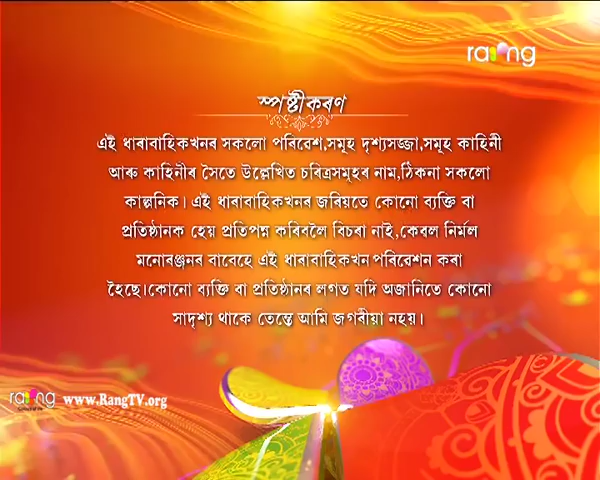 rang
স্পষ্টীকৰণ
এই ধাৰাবাহিকখনৰ সকলো পৰিৱেশ,সমূহ দৃশ্যসজ্জা,সমূহ কাহিনী
আৰু কাহিনীৰ সৈতে উল্লেখিত চৰিত্ৰসমূহৰ নাম,ঠিকনা সকলো
কাল্পনিক। এই ধাৰাবাহিকখনৰ জৰিয়তে কোনো ব্যক্তি বা
প্ৰতিষ্ঠানক হেয় প্ৰতিপন্ন কৰিবলৈ বিচৰা নাই,কেৱল নিৰ্মল
মনোৰঞ্জনৰ বাবেহে এই ধাৰাবাহিকখন পৰিৱেশন কৰা
হৈছে।কোনো ব্যক্তি বা প্ৰতিষ্ঠানৰ লগত যদি অজানিতে কোনো
সাদৃশ্য থাকে তেন্তে আমি জগৰীয়া নহয়।
rang www.RangTV.org